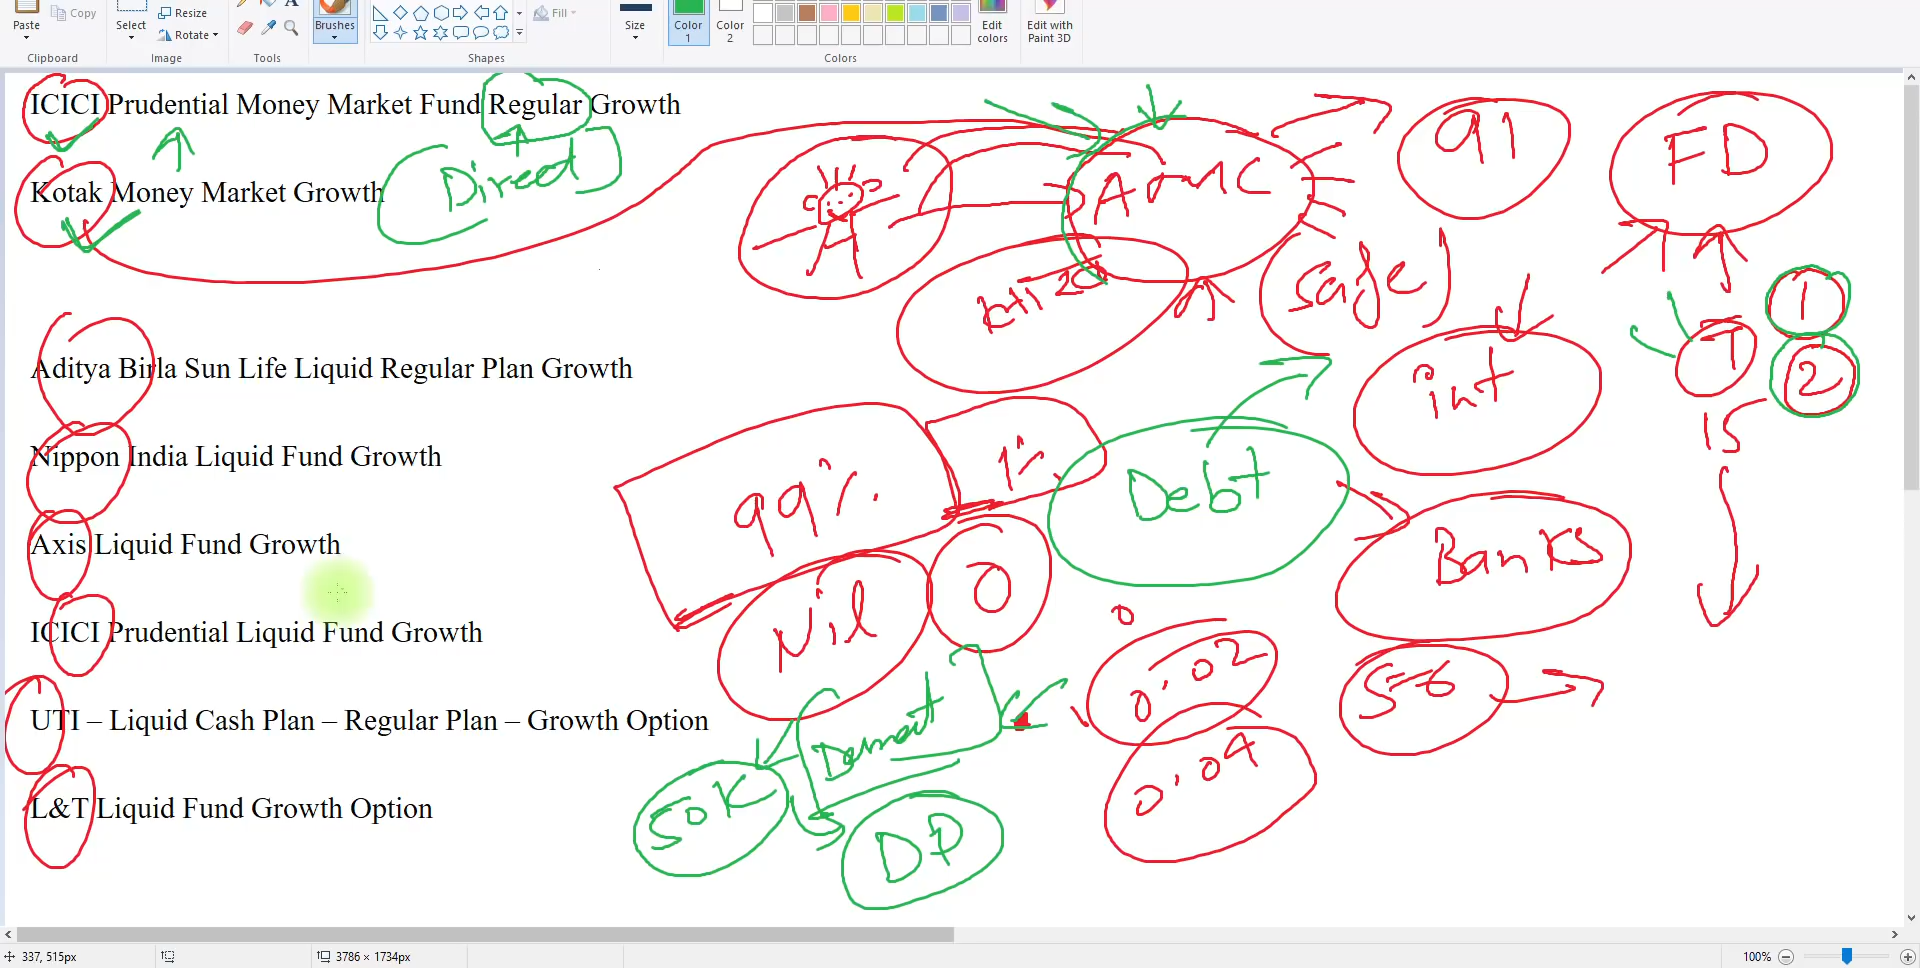 Paste
Copy
Select
Resize
Rotate
Brushes
Fill
Size
Color 1
Color 2
Edit colors
Edit with Paint 3D
Clipboard
Image
Tools
Shapes
Colors
ICICI Prudential Money Market Fund Regular Growth
Kotak Money Market Growth
Direct
AMC
91
FD
safe
1
int
T
2
15
Aditya Birla Sun Life Liquid Regular Plan Growth
Nippon India Liquid Fund Growth
99%.
1%
Debt
Axis Liquid Fund Growth
Banks
ICICI Prudential Liquid Fund Growth
Nil
0
0
0.02
5-6
UTI – Liquid Cash Plan – Regular Plan – Growth Option
Demat
0.04
L&T Liquid Fund Growth Option
50K
DP
337, 515px
3786 × 1734px
100%